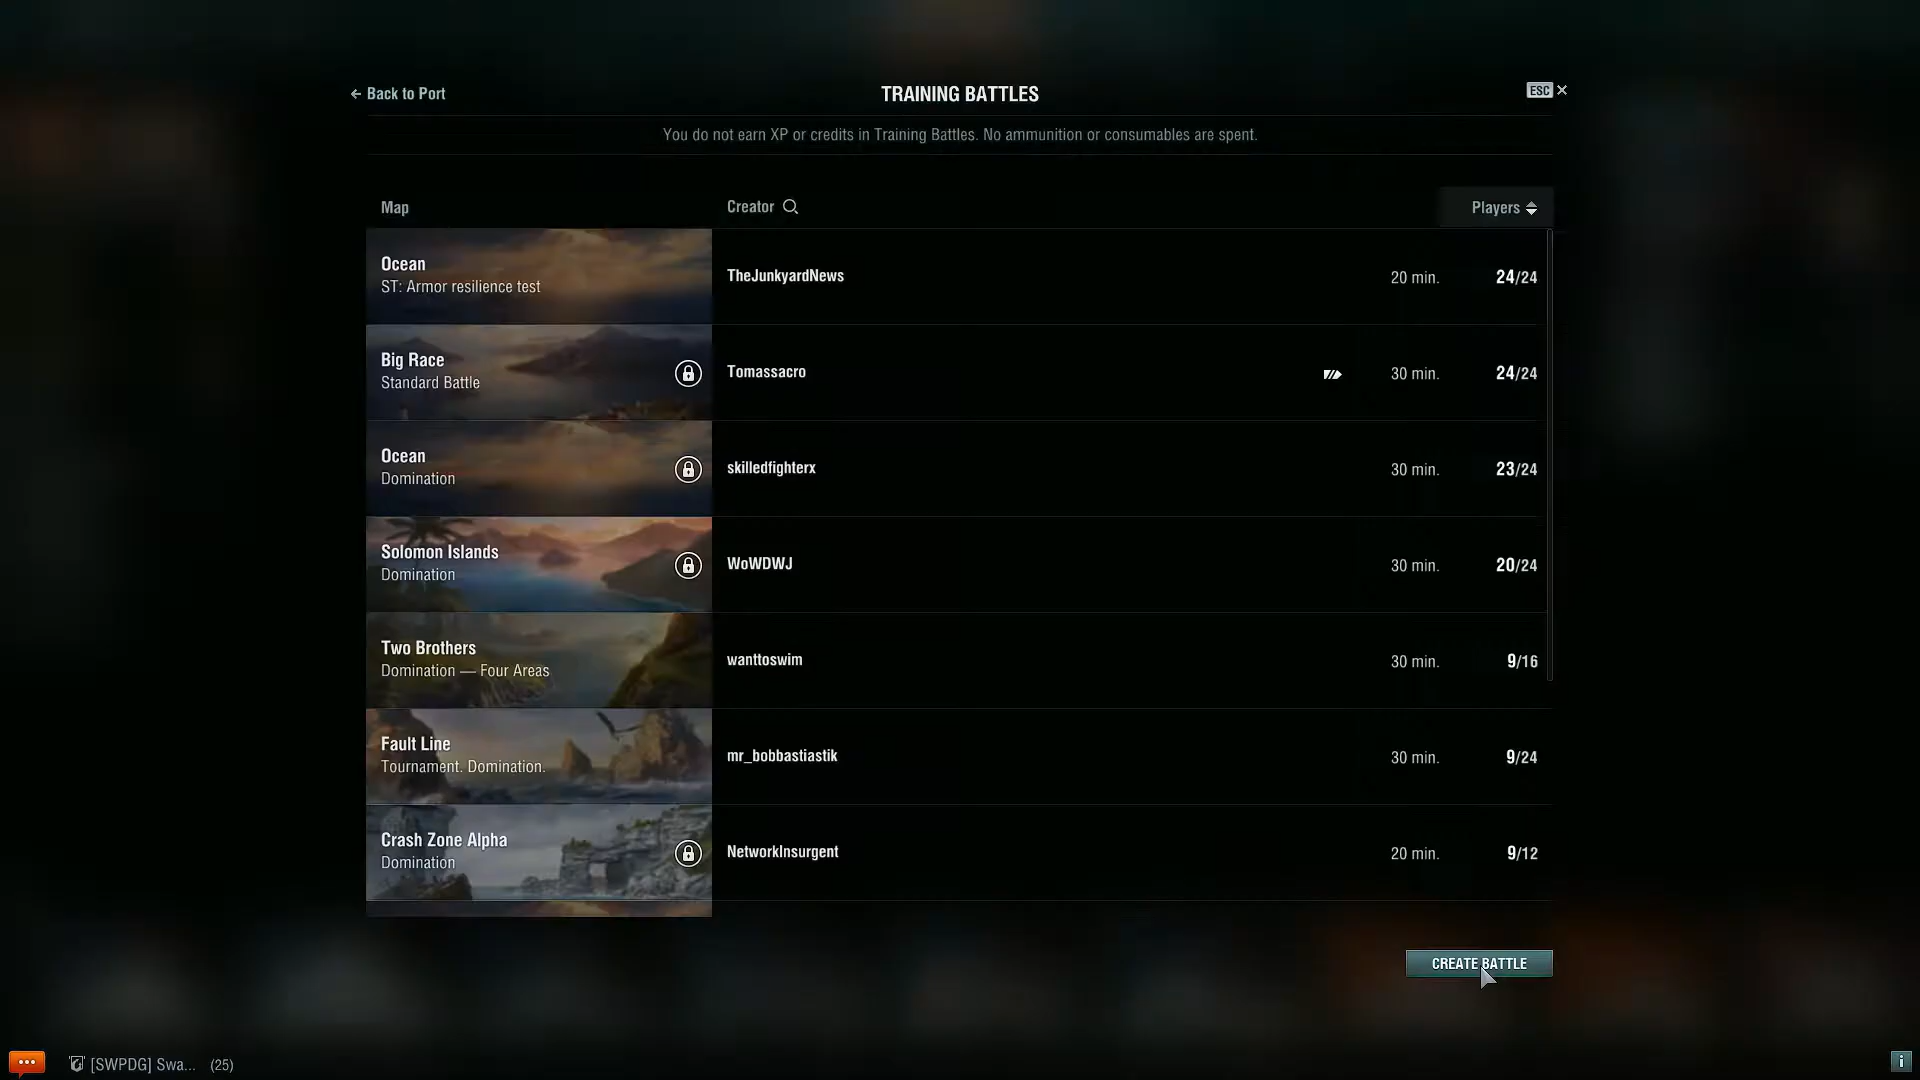 Back to Port
TRAINING BATTLES
ESC
You do not earn XP or credits in Training Battles. No ammunition or consumables are spent.
Map
Creator
Players
Ocean
ST: Armor resilience test
TheJunkyardNews
20 min.
24/24
Big Race
Standard Battle
Tomassacro
30 min.
24/24
Ocean
Domination
skilledfighterx
30 min.
23/24
Solomon Islands
Domination
WoWDWJ
30 min.
20/24
Two Brothers
Domination — Four Areas
wanttoswim
30 min.
9/16
Fault Line
Tournament. Domination.
mr_bobbastiastik
30 min.
9/24
Crash Zone Alpha
Domination
NetworkInsurgent
20 min.
9/12
CREATE BATTLE
[SWPDG] Swa... (25)
i